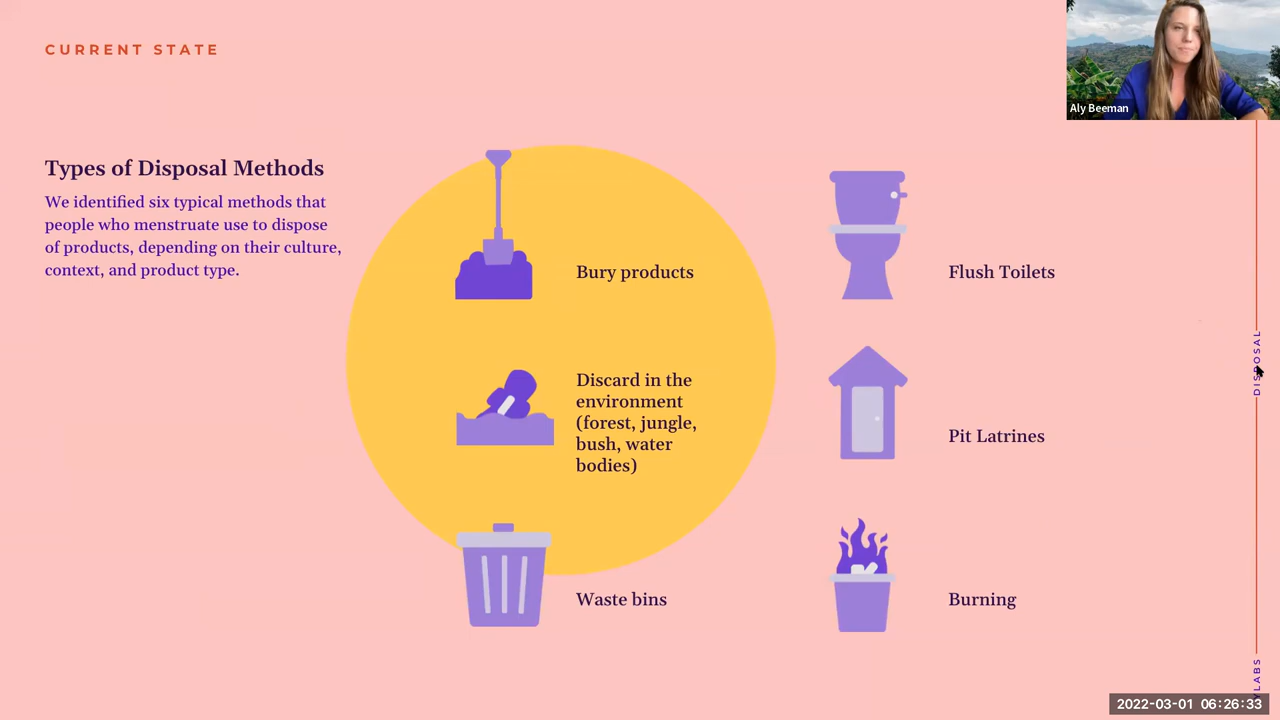 CURRENT STATE
Aly Beeman
Types of Disposal Methods
We identified six typical methods that
people who menstruate use to dispose
of products, depending on their culture,
context, and product type.
Bury products
Flush Toilets
Discard in the
environment
(forest, jungle,
bush, water
bodies)
Pit Latrines
Waste bins
Burning
DISPOSAL
YLABS
2022-03-01 06:26:33